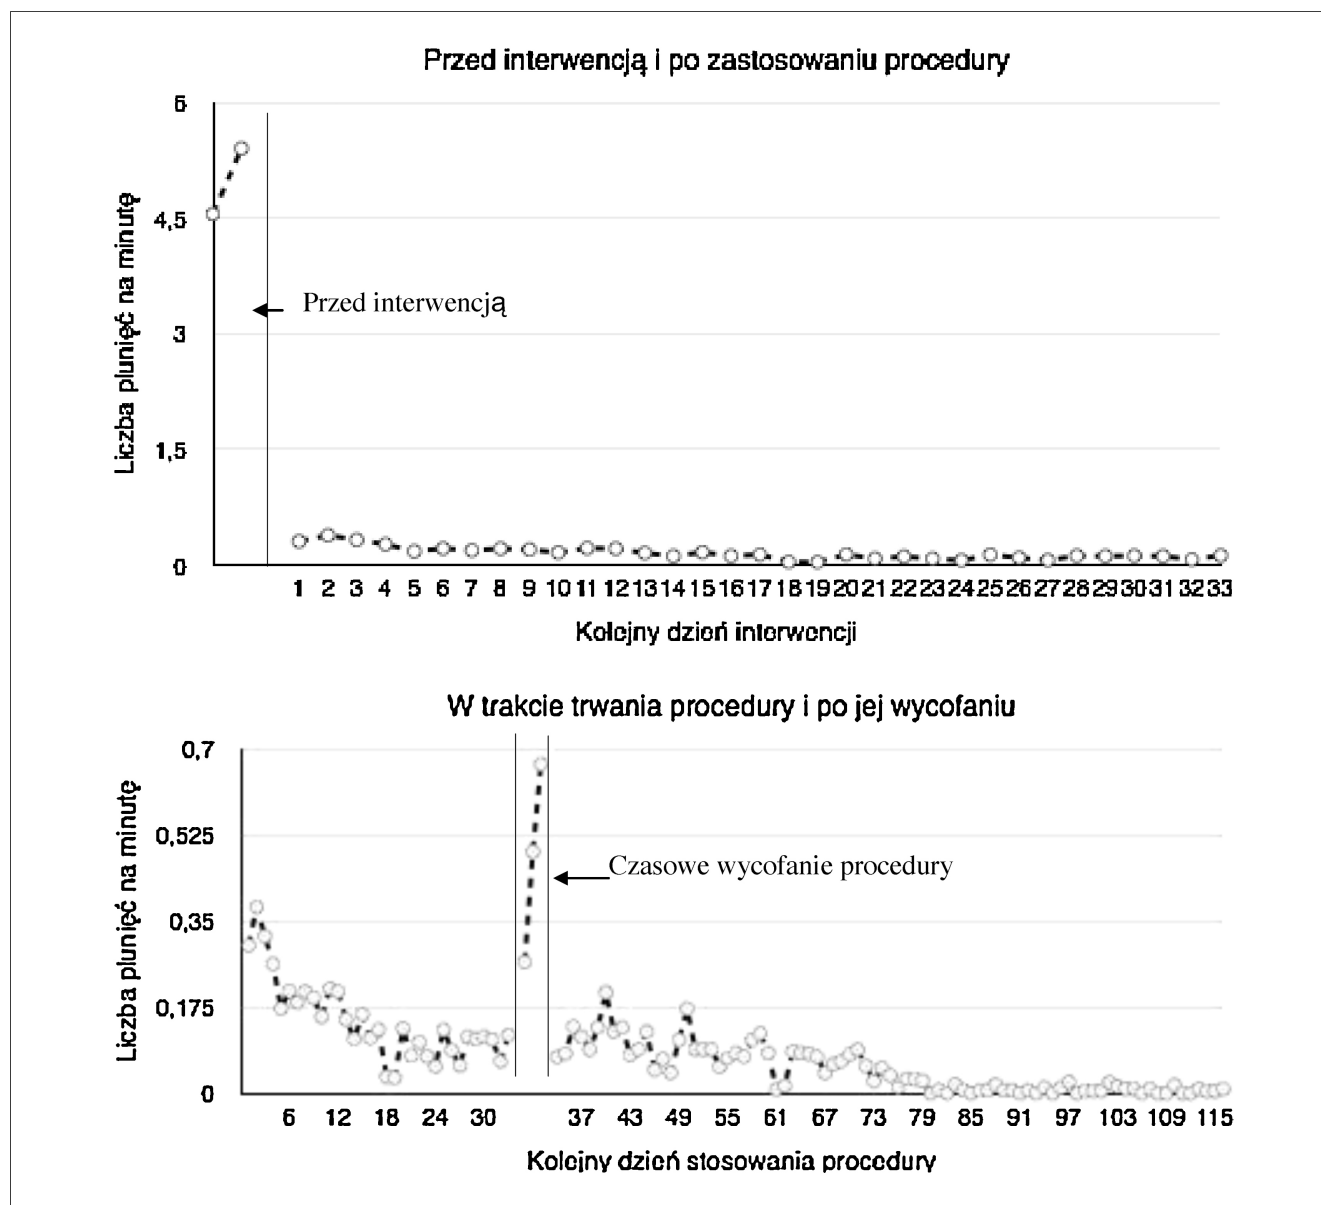 Przed interwencją i po zastosowaniu procedury
6
4,5
3
1,5
0
Liczba plunięć na minutę
Przed interwencją
1 2 3 4 5 6 7 8 9 10 11 12 13 14 15 16 17 18 19 20 21 22 23 24 25 26 27 28 29 30 31 32 33
Kolejny dzień interwencji
W trakcie trwania procedury i po jej wycofaniu
0,7
0,525
0,35
0,175
0
Liczba plunięć na minutę
Czasowe wycofanie procedury
6 12 18 24 30 37 43 49 55 61 67 73 79 85 91 97 103 109 115
Kolejny dzień stosowania procedury